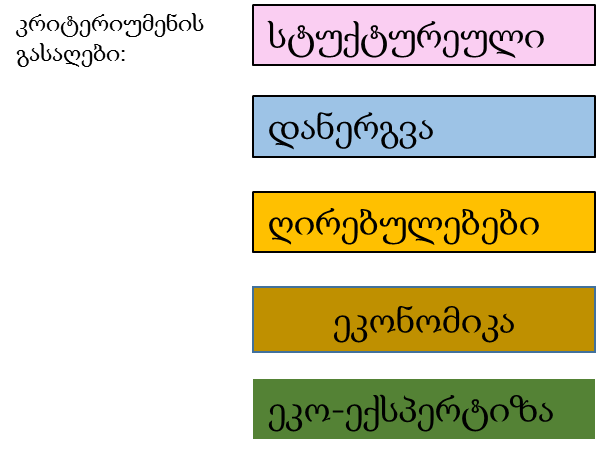 კრიტერიუმენის
გასაღები:
სტუქტურეული
დანერგვა
ღირებულებები
ეკონომიკა
ეკო-ექსპერტიზა